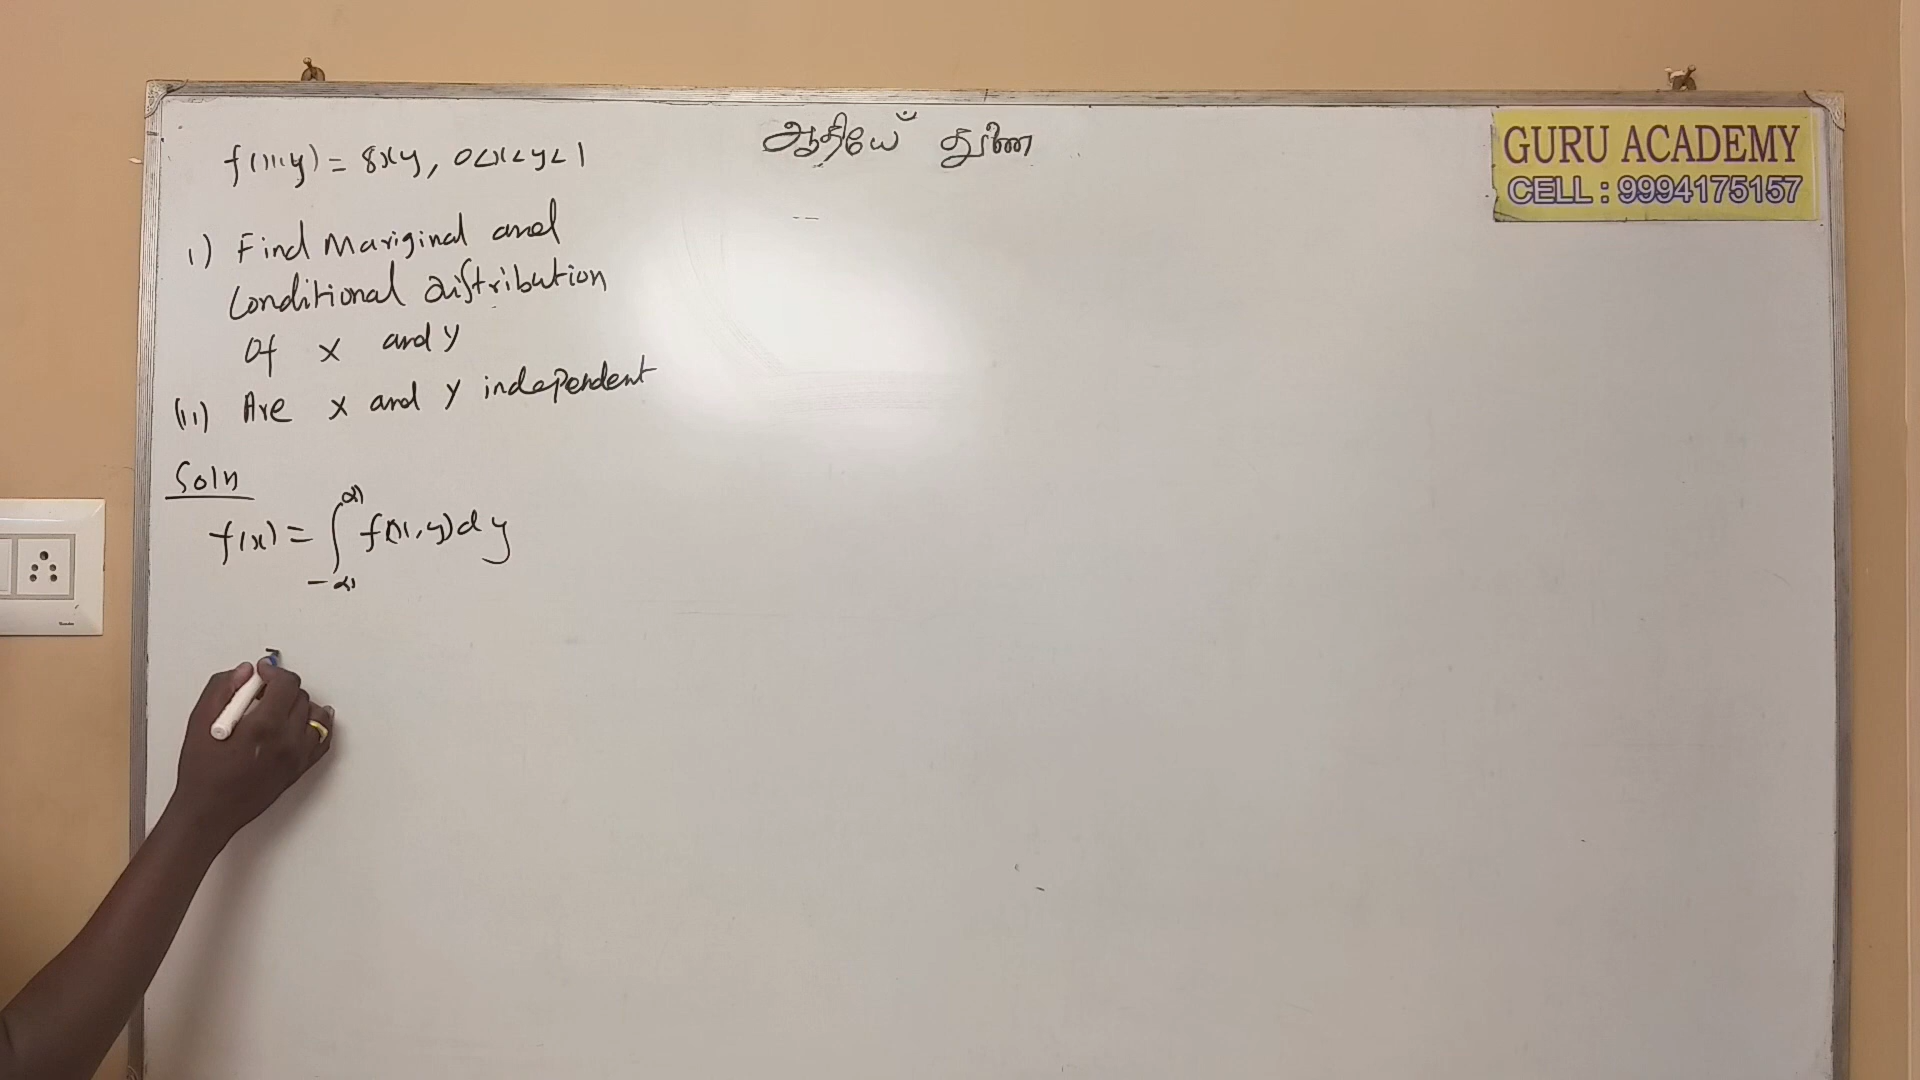 f(x,y) = 8xy, 0<x<y<1
ஆதியே துணை
GURU ACADEMY
CELL : 9994175157
i) Find Mariginal and
Conditional distribution
Of X and Y
(ii) Are X and Y independent
Soln
f(x) = ∫_{-∞}^{∞} f(x,y) dy